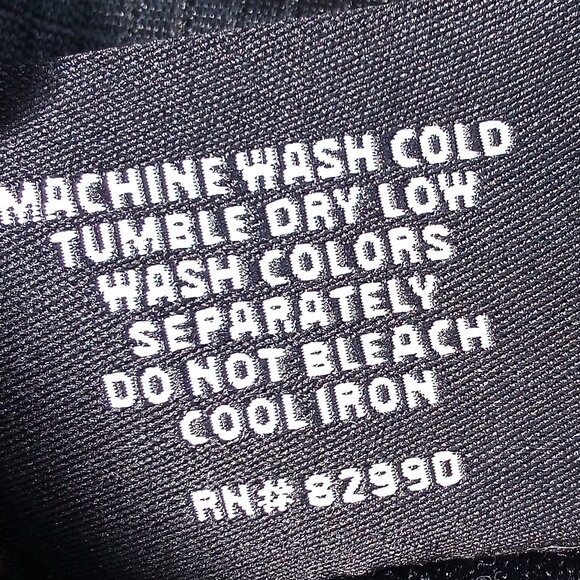 MACHINE WASH COLD
TUMBLE DRY LOW
WASH COLORS
SEPARATELY
DO NOT BLEACH
COOL IRON
RN# 82990